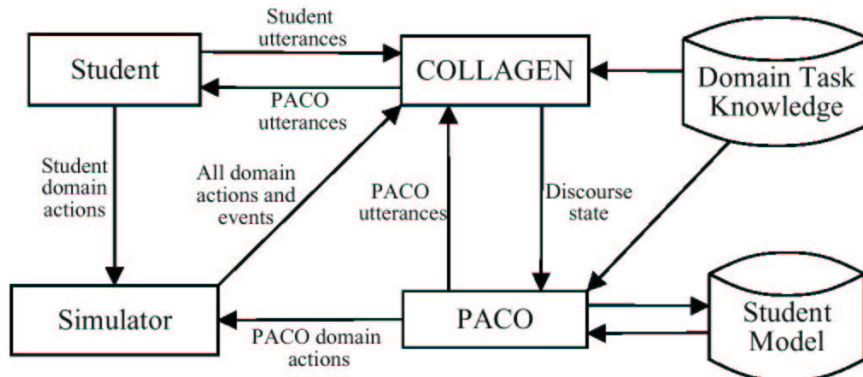 Student
utterances
Student
COLLAGEN
Domain Task
Knowledge
PACO
utterances
Student
domain
actions
All domain
actions and
events
PACO
utterances
Discourse
state
Simulator
PACO domain
actions
PACO
Student
Model